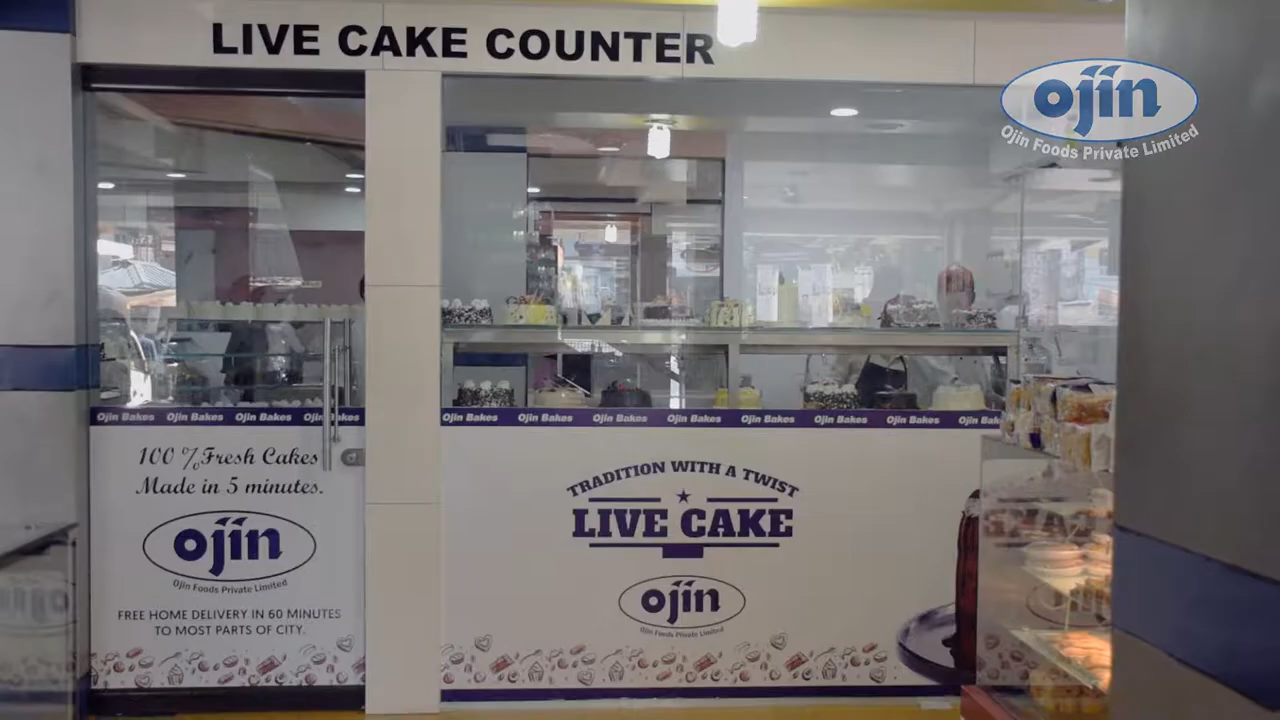 LIVE CAKE COUNTER
ojin
Ojin Foods Private Limited
Ojin Bakes Ojin Bakes Ojin Bakes Ojin Bakes
Ojin Bakes Ojin Bakes Ojin Bakes Ojin Bakes Ojin Bakes Ojin Bakes Ojin Bakes Ojin Bak
100 % Fresh Cakes
Made in 5 minutes.
ojin
Ojin Foods Private Limited
FREE HOME DELIVERY IN 60 MINUTES
TO MOST PARTS OF CITY.
TRADITION WITH A TWIST
LIVE CAKE
ojin
Ojin Foods Private Limited